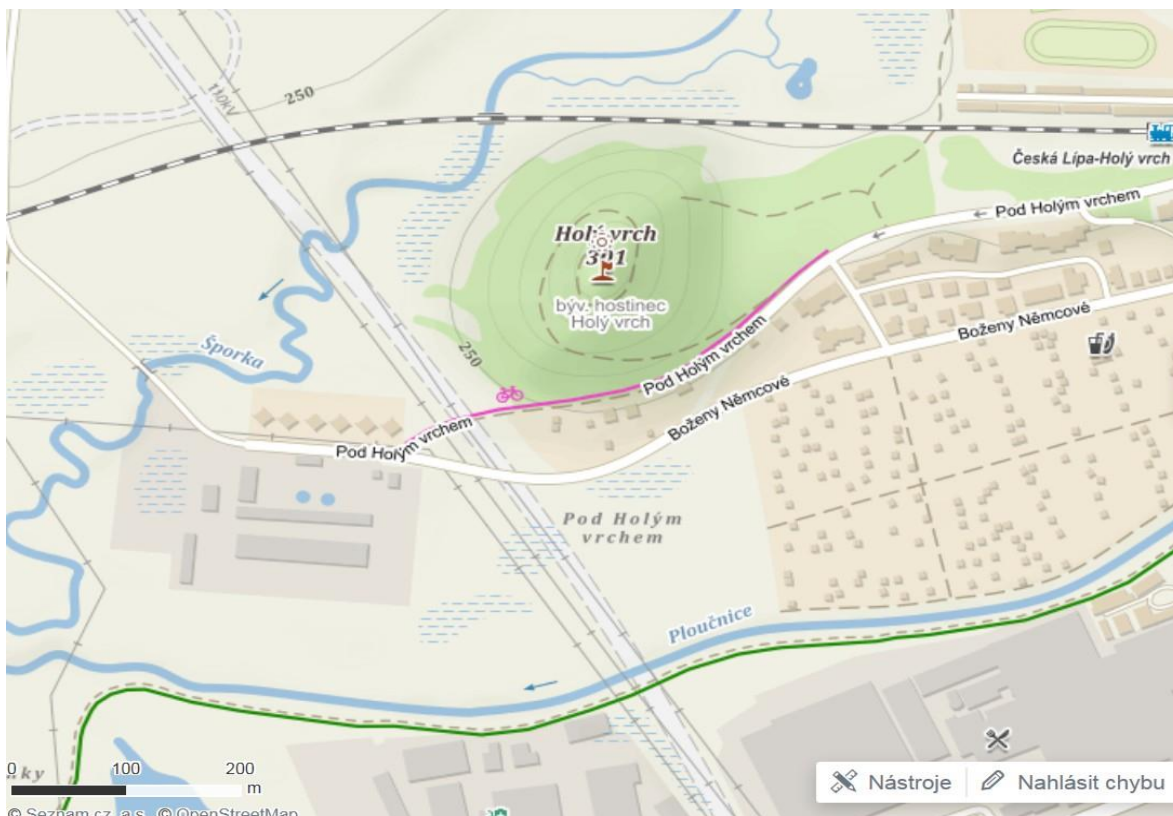 110kV
250
Česká Lípa-Holý vrch
Pod Holým vrchem
Holý vrch
391
býv. hostinec
Holý vrch
Boženy Němcové
Šporka
250
Pod Holým vrchem
Boženy Němcové
Pod Holým vrchem
Pod Holým
vrchem
Ploučnice
0 100 200
m
Nástroje
Nahlásit chybu
© Seznam.cz, a.s., © OpenStreetMap